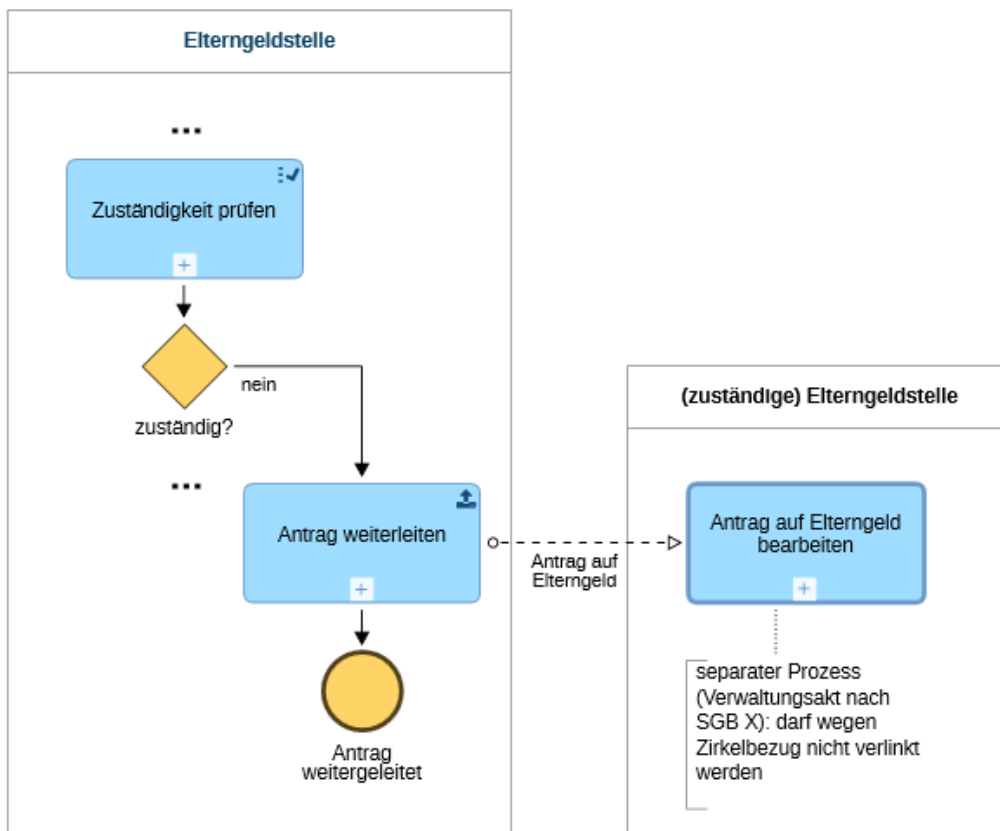 Elterngeldstelle
...
Zuständigkeit prüfen
+
nein
zuständig?
(zuständige) Elterngeldstelle
...
Antrag weiterleiten
+
Antrag auf
Elterngeld
Antrag auf Elterngeld
bearbeiten
+
Antrag
weitergeleitet
separater Prozess
(Verwaltungsakt nach
SGB X): darf wegen
Zirkelbezug nicht verlinkt
werden